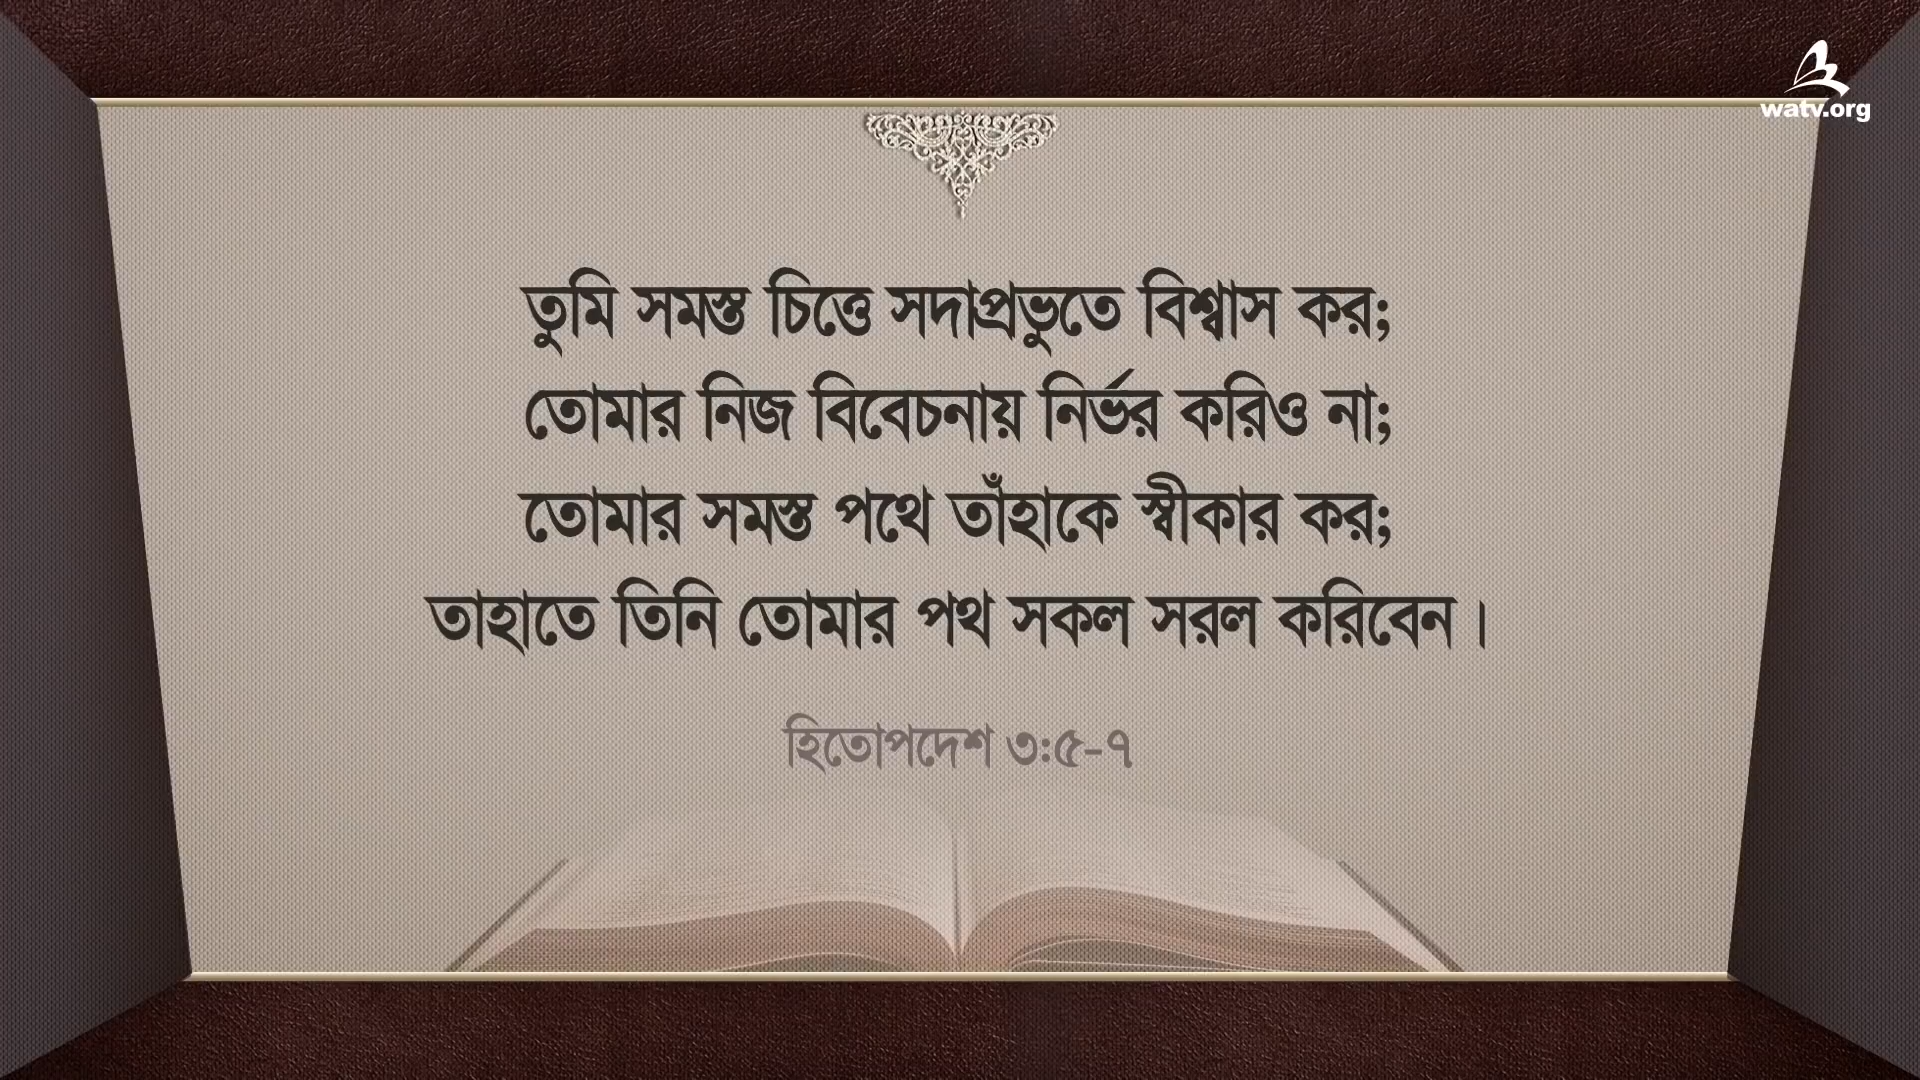 watv.org
তুমি সমস্ত চিত্তে সদাপ্রভুতে বিশ্বাস কর;
তোমার নিজ বিবেচনায় নির্ভর করিও না;
তোমার সমস্ত পথে তাঁহাকে স্বীকার কর;
তাহাতে তিনি তোমার পথ সকল সরল করিবেন।
হিতোপদেশ ৩:৫-৭